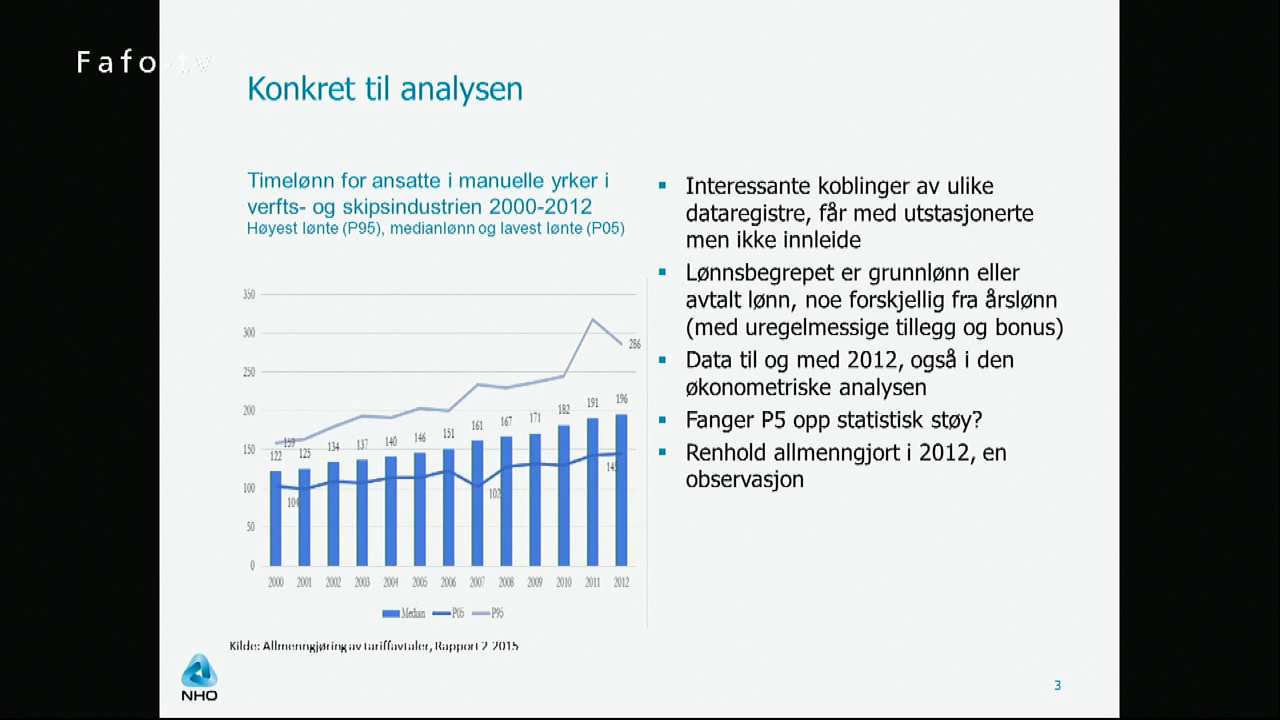 Fafo-tv
Konkret til analysen
Timelønn for ansatte i manuelle yrker i
verfts- og skipsindustrien 2000-2012
Høyest lønte (P95), medianlønn og lavest lønte (P05)
350
300
250
200
150
100
50
0
286
159
122 125 134 137 140 146 151 161 167 171 182 191 196
104
102
145
2000 2001 2002 2003 2004 2005 2006 2007 2008 2009 2010 2011 2012
Median P05 P95
Kilde: Allmenngjøring av tariffavtaler, Rapport 2 2015
▪ Interessante koblinger av ulike
dataregistre, får med utstasjonerte
men ikke innleide
▪ Lønnsbegrepet er grunnlønn eller
avtalt lønn, noe forskjellig fra årslønn
(med uregelmessige tillegg og bonus)
▪ Data til og med 2012, også i den
økonometriske analysen
▪ Fanger P5 opp statistisk støy?
▪ Renhold allmenngjort i 2012, en
observasjon
NHO
3